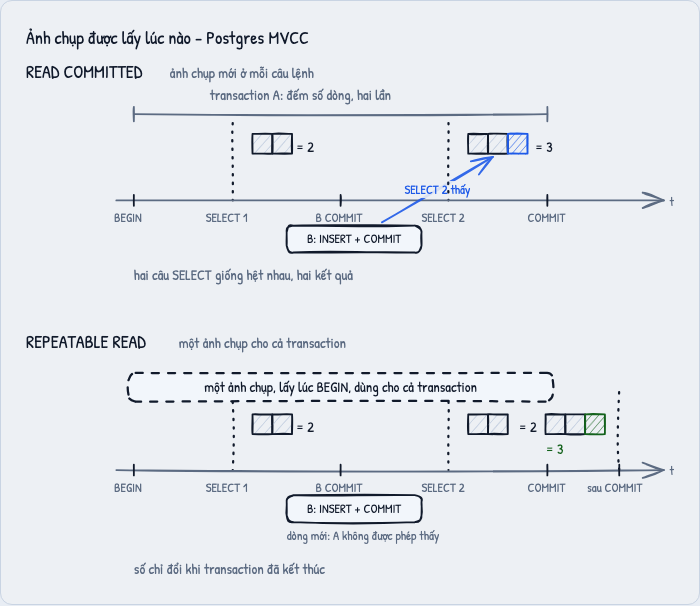 Ảnh chụp được lấy lúc nào - Postgres MVCC
READ COMMITTED ảnh chụp mới ở mỗi câu lệnh
transaction A: đếm số dòng, hai lần
= 2 = 3
SELECT 2 thấy
t
BEGIN SELECT 1 B COMMIT SELECT 2 COMMIT
B: INSERT + COMMIT
hai câu SELECT giống hệt nhau, hai kết quả
REPEATABLE READ một ảnh chụp cho cả transaction
một ảnh chụp, lấy lúc BEGIN, dùng cho cả transaction
= 2 = 2
= 3
t
BEGIN SELECT 1 B COMMIT SELECT 2 COMMIT sau COMMIT
B: INSERT + COMMIT
dòng mới: A không được phép thấy
số chỉ đổi khi transaction đã kết thúc